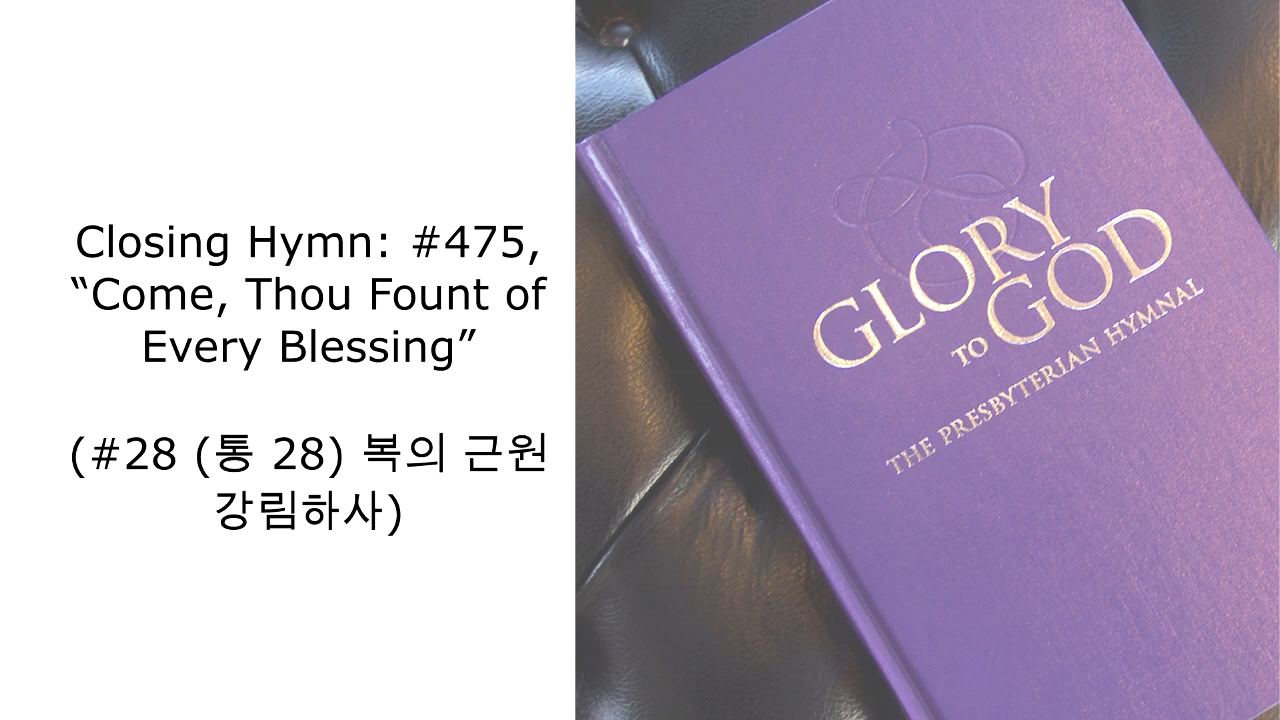 Closing Hymn: #475,
“Come, Thou Fount of
Every Blessing”
(#28 (통 28) 복의 근원
강림하사)
GLORY
TO GOD
THE PRESBYTERIAN HYMNAL